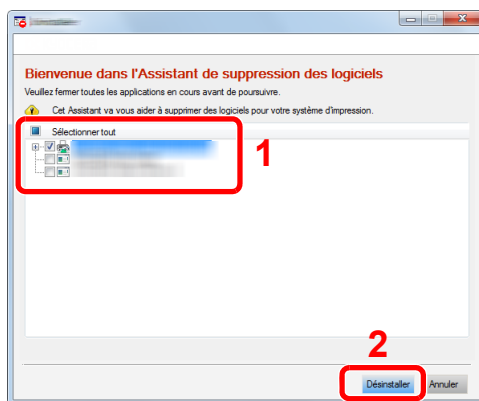 Bienvenue dans l'Assistant de suppression des logiciels
Veuillez fermer toutes les applications en cours avant de poursuivre.
Cet Assistant va vous aider à supprimer des logiciels pour votre système d'impression.
Sélectionner tout
1
2
Désinstaller Annuler